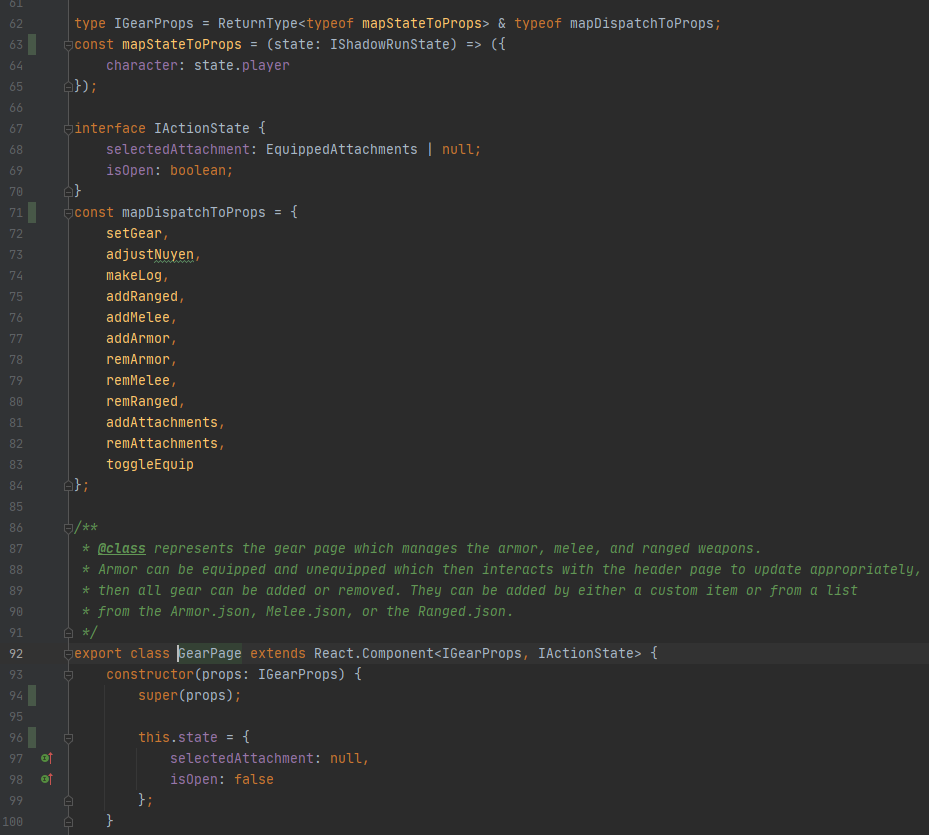 61
62 type IGearProps = ReturnType<typeof mapStateToProps> & typeof mapDispatchToProps;
63 const mapStateToProps = (state: IShadowRunState) => ({
64     character: state.player
65 });
66
67 interface IActionState {
68     selectedAttachment: EquippedAttachments | null;
69     isOpen: boolean;
70 }
71 const mapDispatchToProps = {
72     setGear,
73     adjustNuyen,
74     makeLog,
75     addRanged,
76     addMelee,
77     addArmor,
78     remArmor,
79     remMelee,
80     remRanged,
81     addAttachments,
82     remAttachments,
83     toggleEquip
84 };
85
86 /**
87  * @class represents the gear page which manages the armor, melee, and ranged weapons.
88  * Armor can be equipped and unequipped which then interacts with the header page to update appropriately,
89  * then all gear can be added or removed. They can be added by either a custom item or from a list
90  * from the Armor.json, Melee.json, or the Ranged.json.
91  */
92 export class GearPage extends React.Component<IGearProps, IActionState> {
93     constructor(props: IGearProps) {
94         super(props);
95
96         this.state = {
97             selectedAttachment: null,
98             isOpen: false
99         };
100     }